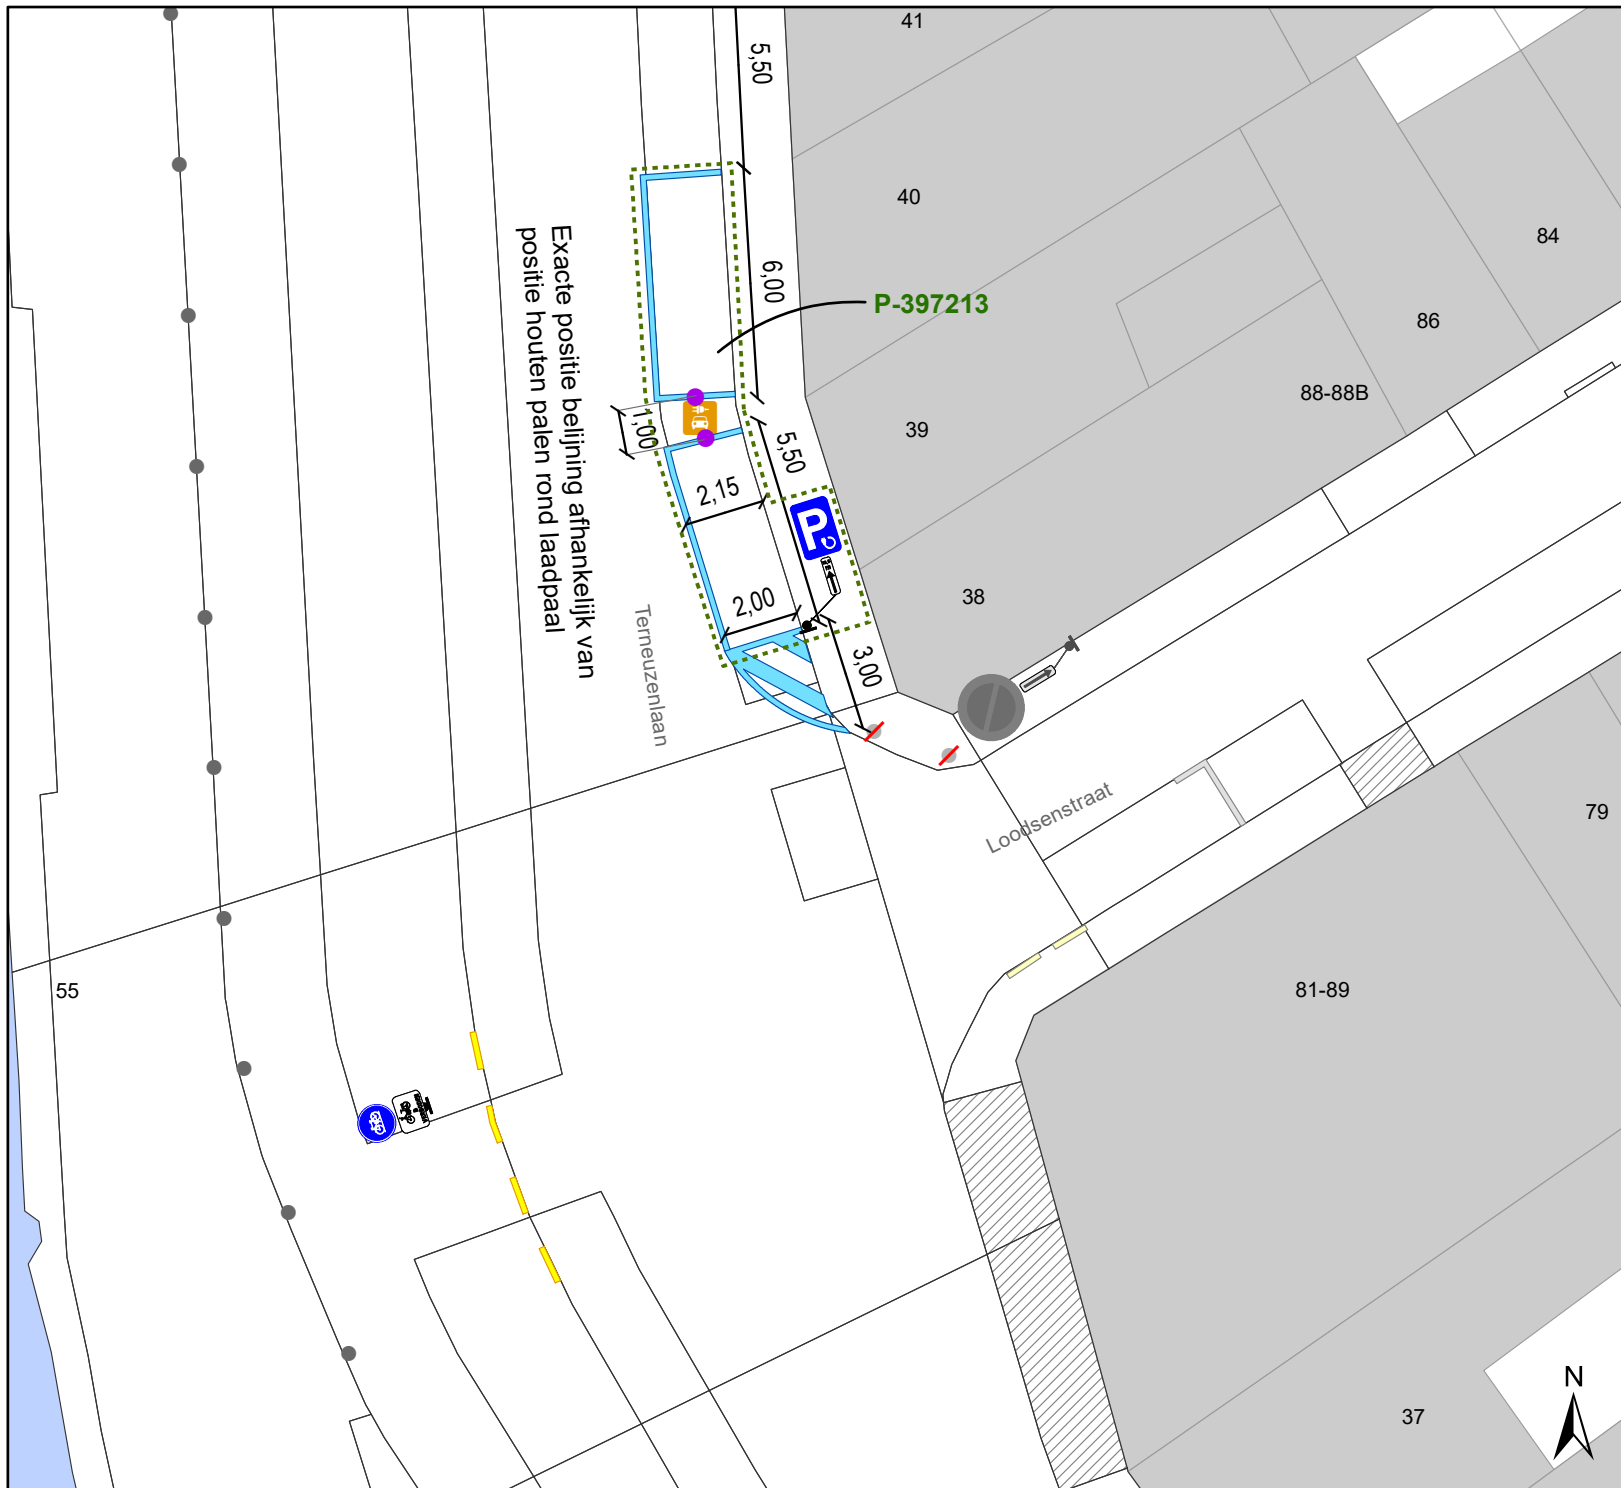 41
5,50
40
84
6,00
P-397213
86
Exacte positie belijning afhankelijk van
positie houten palen rond laadpaal
88-88B
1,00
39
5,50
2,15
P
38
2,00
Terneuzenlaan
3,00
Loodsenstraat
79
55
81-89
N
37